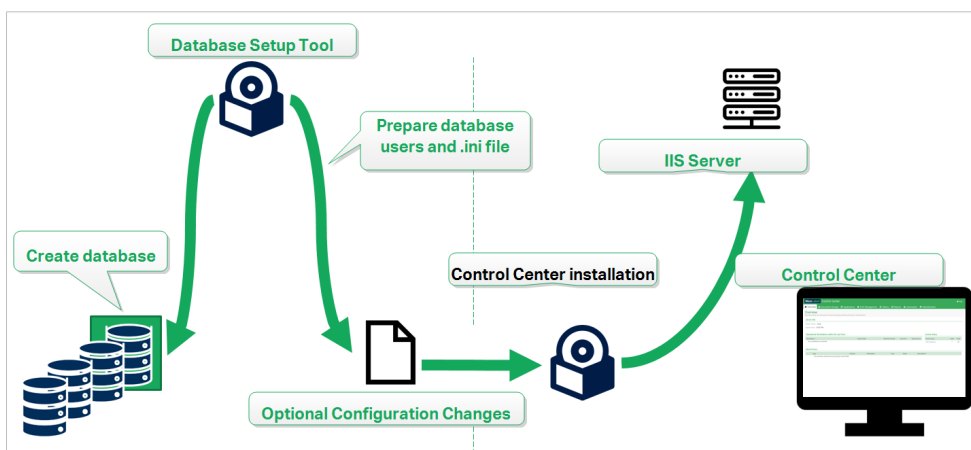 Database Setup Tool
Prepare database
users and .ini file
IIS Server
Create database
Control Center installation
Control Center
Optional Configuration Changes